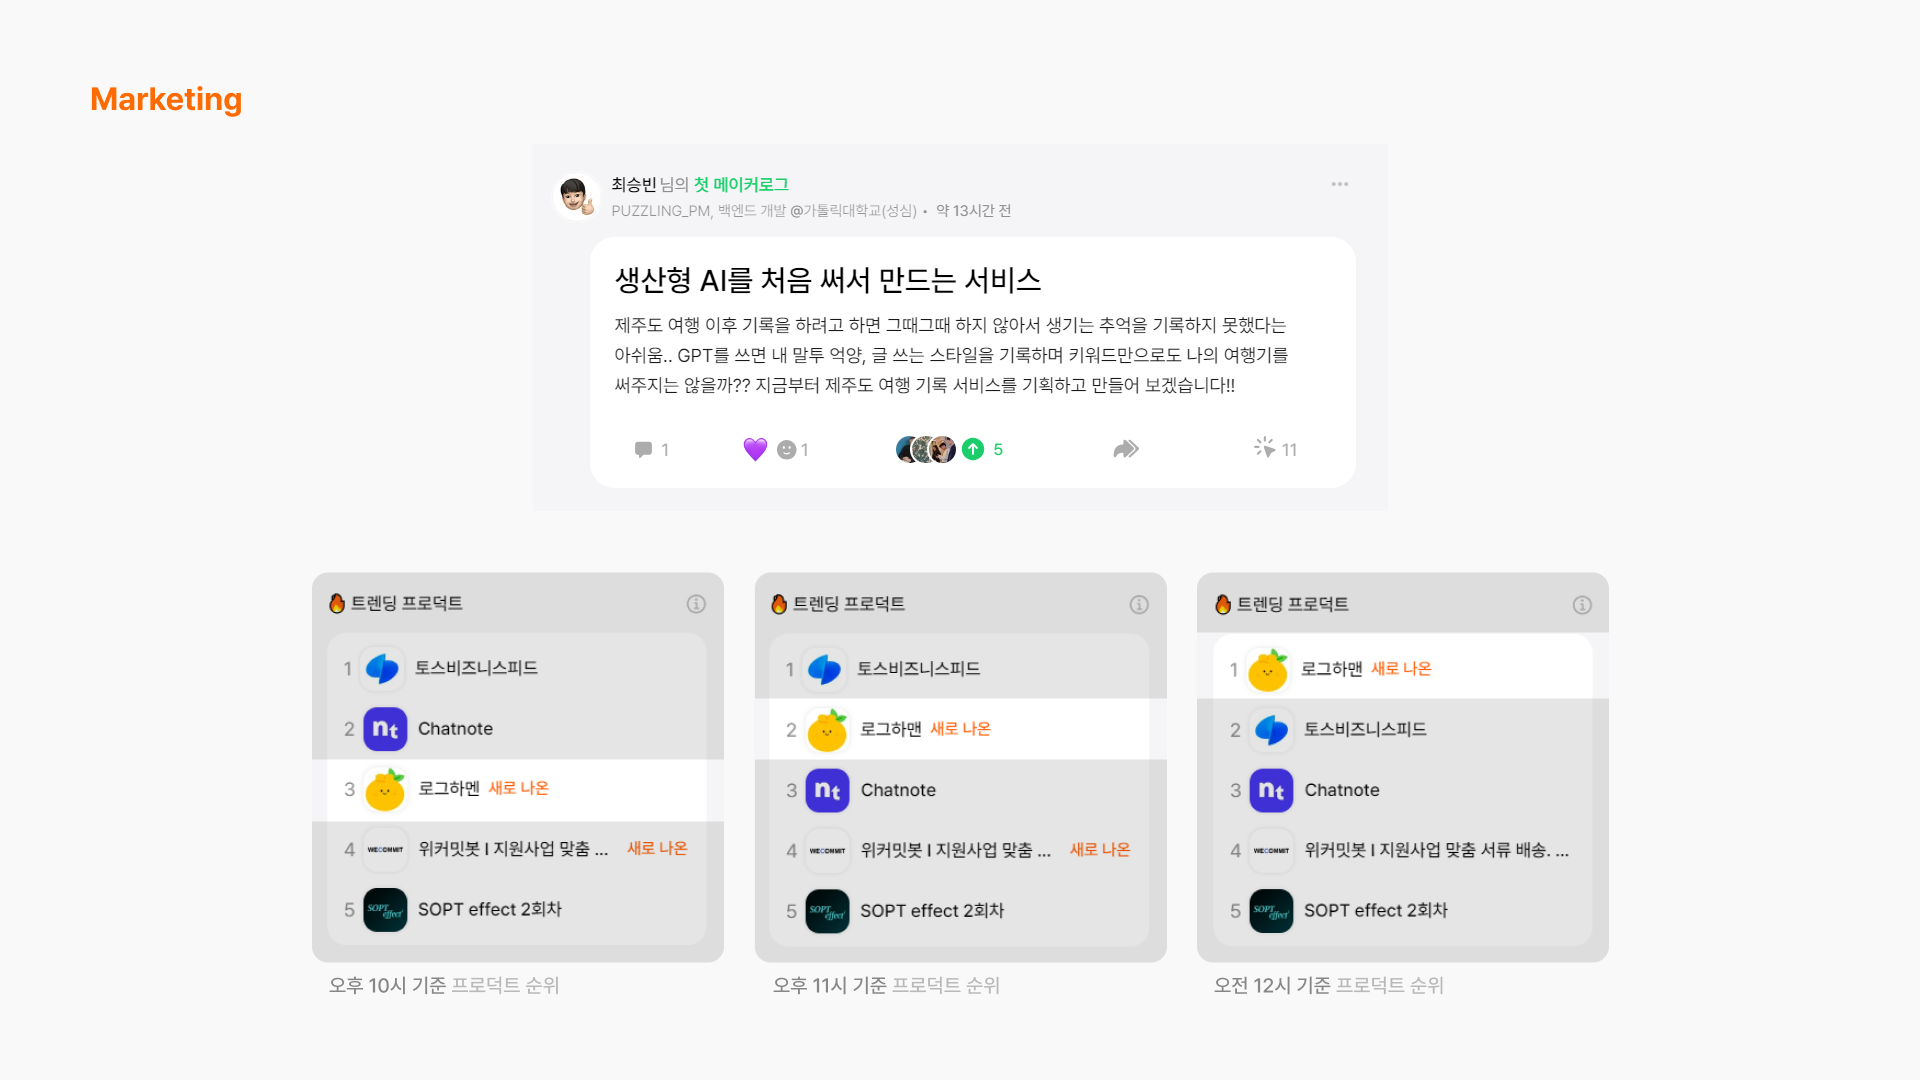 Marketing
최승빈님의 첫 메이커로그
PUZZLING_PM, 백엔드 개발 @가톨릭대학교(성심) • 약 13시간 전
생산형 AI를 처음 써서 만드는 서비스
제주도 여행 이후 기록을 하려고 하면 그때그때 하지 않아서 생기는 추억을 기록하지 못했다는
아쉬움.. GPT를 쓰면 내 말투 억양, 글 쓰는 스타일을 기록하며 키워드만으로도 나의 여행기를
써주지는 않을까?? 지금부터 제주도 여행 기록 서비스를 기획하고 만들어 보겠습니다!!
1 1 5 11
트렌딩 프로덕트
1 토스비즈니스피드
2 nt Chatnote
3 로그하멘 새로 나온
4 WECOMMIT 위커밋봇 I 지원사업 맞춤 ... 새로 나온
5 SOPT effect SOPT effect 2회차
오후 10시 기준 프로덕트 순위
트렌딩 프로덕트
1 토스비즈니스피드
2 로그하맨 새로 나온
3 nt Chatnote
4 WECOMMIT 위커밋봇 I 지원사업 맞춤 ... 새로 나온
5 SOPT effect SOPT effect 2회차
오후 11시 기준 프로덕트 순위
트렌딩 프로덕트
1 로그하맨 새로 나온
2 토스비즈니스피드
3 nt Chatnote
4 WECOMMIT 위커밋봇 I 지원사업 맞춤 서류 배송. ...
5 SOPT effect SOPT effect 2회차
오전 12시 기준 프로덕트 순위